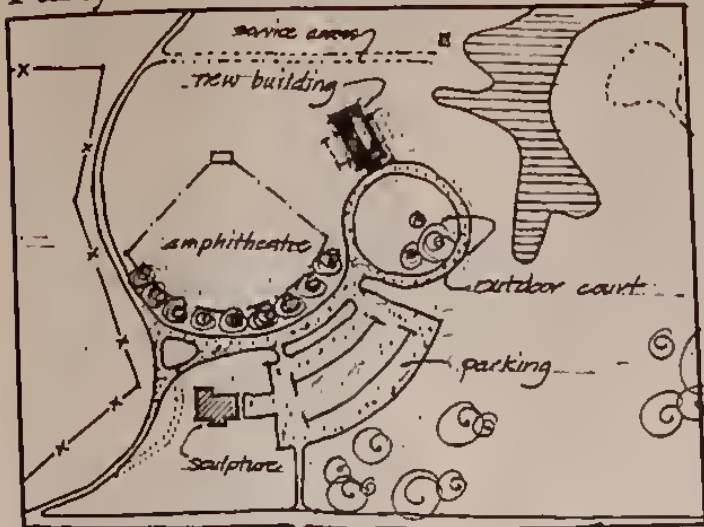 service area
new building
amphitheatre
outdoor court
parking
sculpture